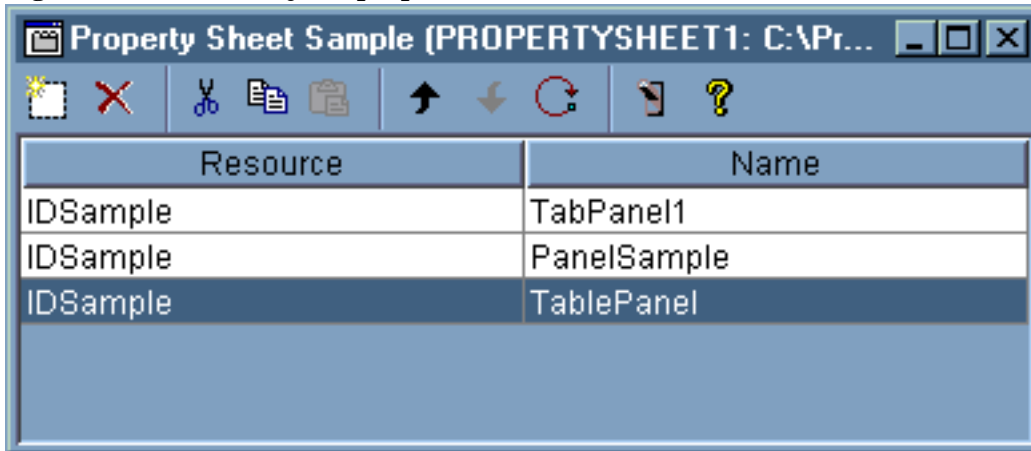 Property Sheet Sample (PROPERTYSHEET1: C:\Pr...
Resource Name
IDSample TabPanel1
IDSample PanelSample
IDSample TablePanel